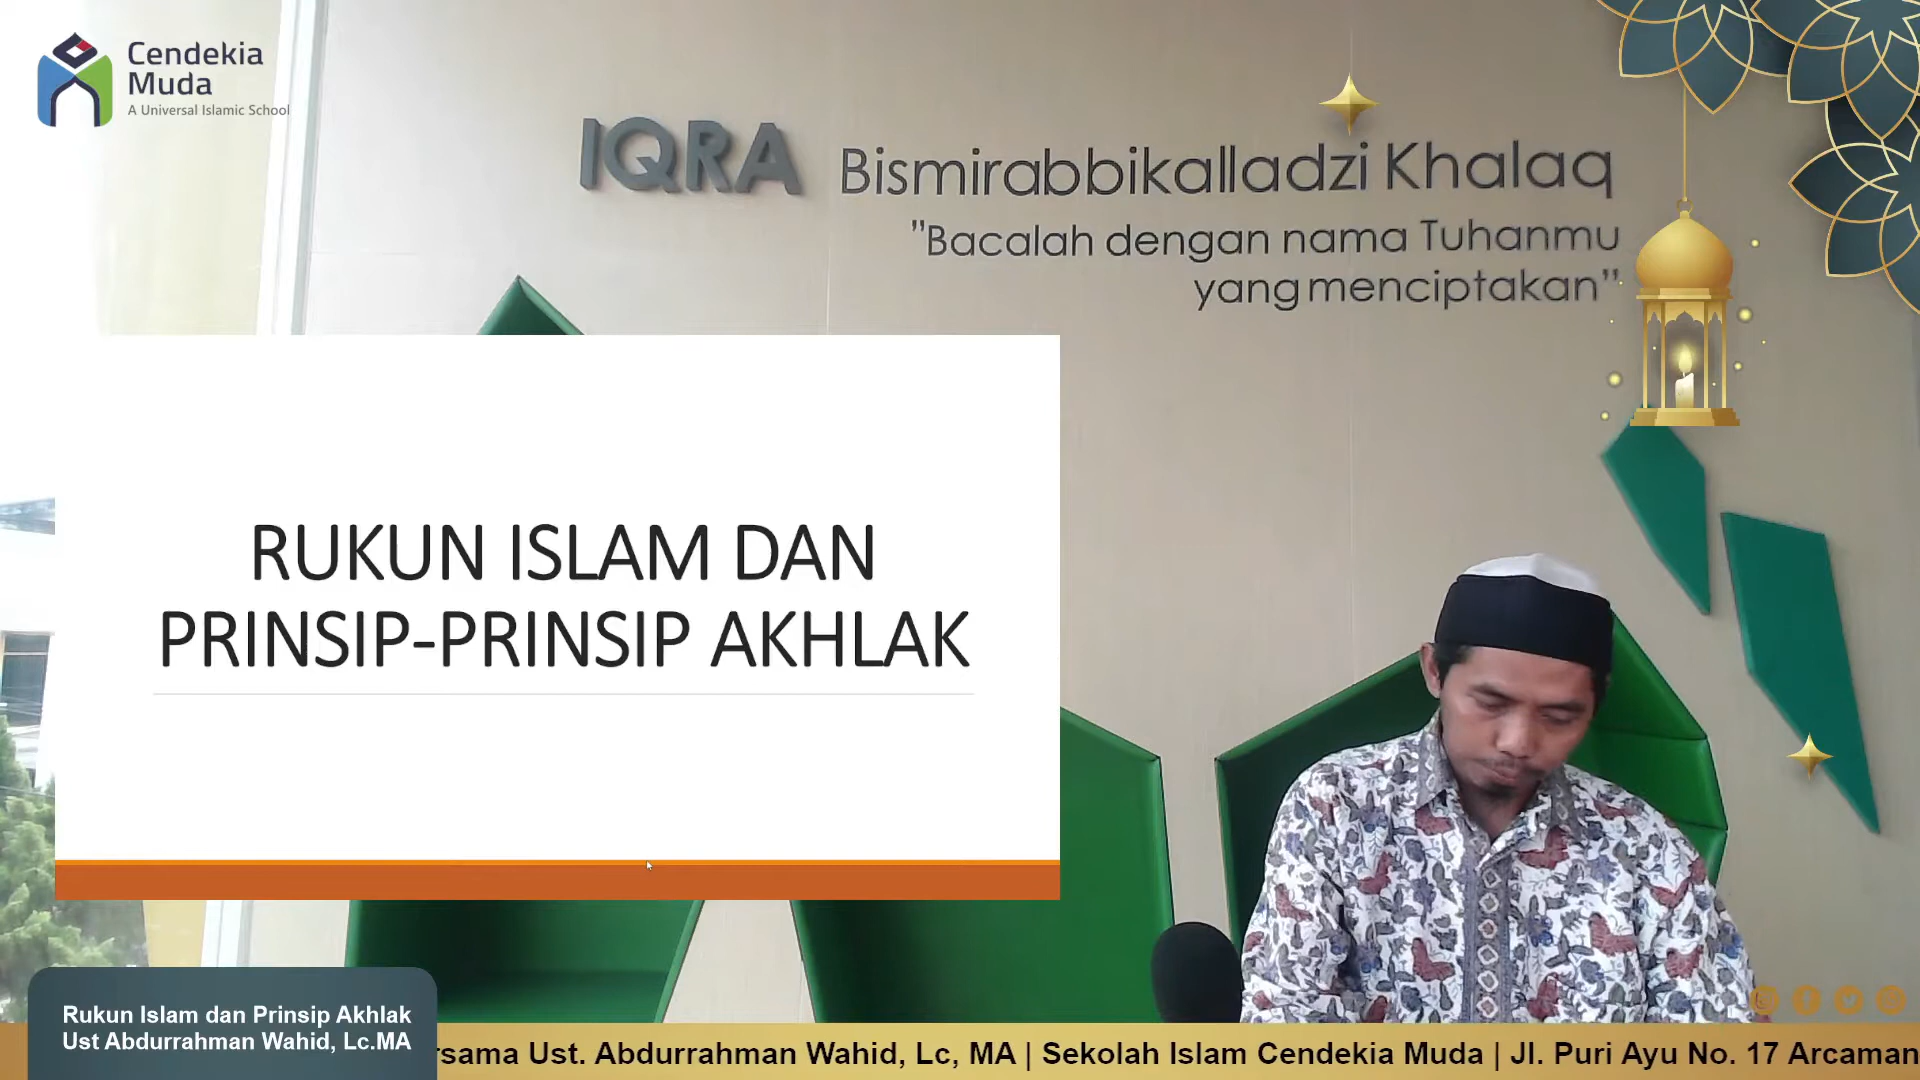 Cendekia
Muda
A Universal Islamic School
IQRA Bismirabbikalladzi Khalaq
"Bacalah dengan nama Tuhanmu
yang menciptakan"
RUKUN ISLAM DAN
PRINSIP-PRINSIP AKHLAK
Rukun Islam dan Prinsip Akhlak
Ust Abdurrahman Wahid, Lc.MA
rsama Ust. Abdurrahman Wahid, Lc, MA | Sekolah Islam Cendekia Muda | Jl. Puri Ayu No. 17 Arcaman